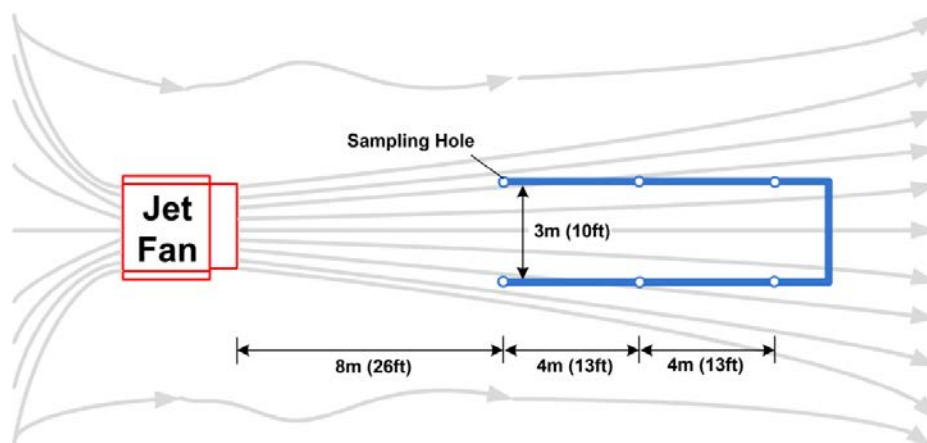 Sampling Hole
Jet
Fan
3m (10ft)
8m (26ft)
4m (13ft)
4m (13ft)